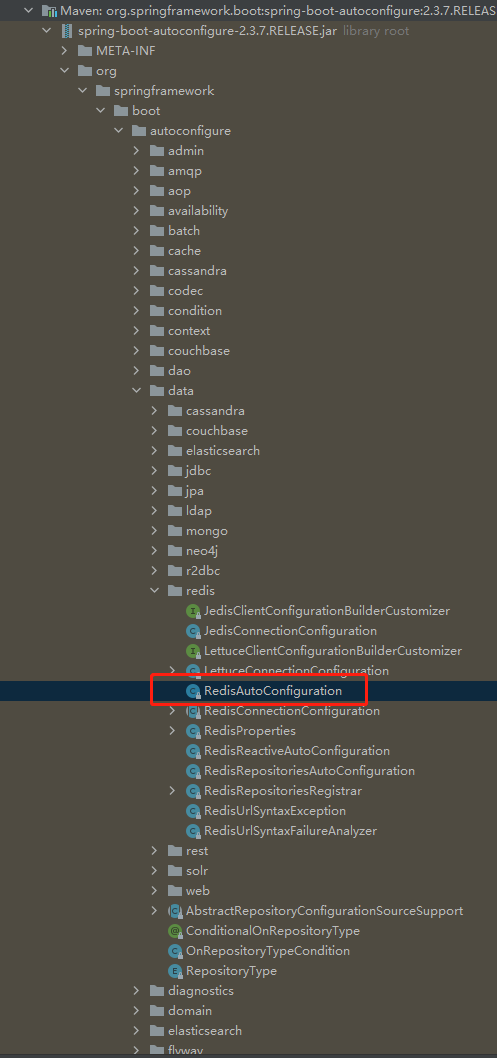 Maven: org.springframework.boot:spring-boot-autoconfigure:2.3.7.RELEAS
spring-boot-autoconfigure-2.3.7.RELEASE.jar library root
META-INF
org
springframework
boot
autoconfigure
admin
amqp
aop
availability
batch
cache
cassandra
codec
condition
context
couchbase
dao
data
cassandra
couchbase
elasticsearch
jdbc
jpa
ldap
mongo
neo4j
r2dbc
redis
JedisClientConfigurationBuilderCustomizer
JedisConnectionConfiguration
LettuceClientConfigurationBuilderCustomizer
LettuceConnectionConfiguration
RedisAutoConfiguration
RedisConnectionConfiguration
RedisProperties
RedisReactiveAutoConfiguration
RedisRepositoriesAutoConfiguration
RedisRepositoriesRegistrar
RedisUrlSyntaxException
RedisUrlSyntaxFailureAnalyzer
rest
solr
web
AbstractRepositoryConfigurationSourceSupport
ConditionalOnRepositoryType
OnRepositoryTypeCondition
RepositoryType
diagnostics
domain
elasticsearch
flyway